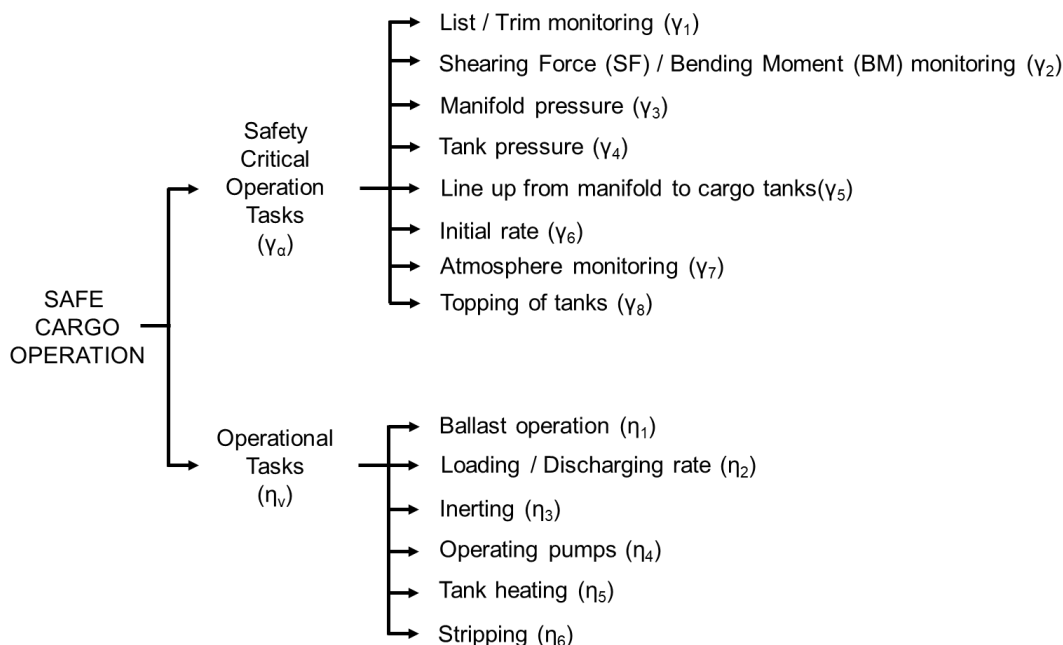 SAFE
CARGO
OPERATION
Safety
Critical
Operation
Tasks
(γα)
List / Trim monitoring (γ1)
Shearing Force (SF) / Bending Moment (BM) monitoring (γ2)
Manifold pressure (γ3)
Tank pressure (γ4)
Line up from manifold to cargo tanks(γ5)
Initial rate (γ6)
Atmosphere monitoring (γ7)
Topping of tanks (γ8)
Operational
Tasks
(ηv)
Ballast operation (η1)
Loading / Discharging rate (η2)
Inerting (η3)
Operating pumps (η4)
Tank heating (η5)
Stripping (η6)